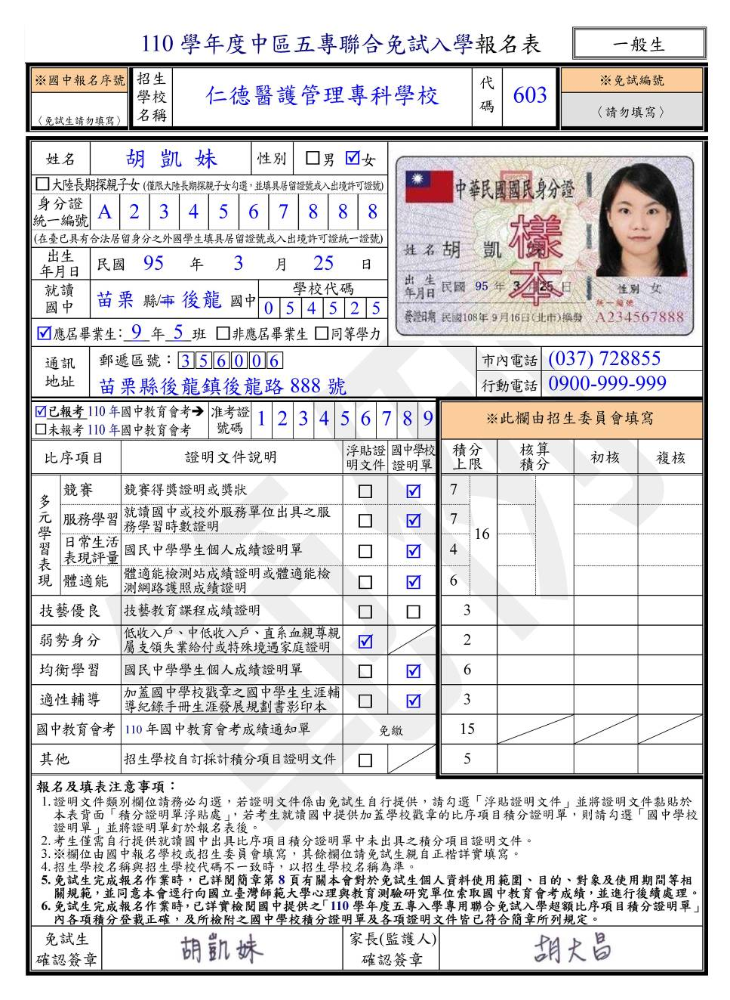 110 學年度中區五專聯合免試入學報名表
一般生
※國中報名序號
〈免試生請勿填寫〉
招生學校名稱
仁德醫護管理專科學校
代碼
603
※免試編號
〈請勿填寫〉
姓名
胡 凱 妹
性別
□男 ☑女
□大陸長期探親子女 (僅限大陸長期探親子女勾選，並填具居留證號或入出境許可證號)
身分證統一編號
A 2 3 4 5 6 7 8 8 8
(在臺已具有合法居留身分之外國學生填具居留證號或入出境許可證統一證號)
出生年月日
民國 95 年 3 月 25 日
就讀國中
苗栗 縣/市 後龍 國中
學校代碼
0 5 4 5 2 5
☑應屆畢業生: 9 年 5 班 □非應屆畢業生 □同等學力
中華民國國民身分證
樣本
姓名 胡 凱
出生年月日 民國 95 年 3 月 25 日
性別 女
發證日期 民國108年9月16日(北市)換發
統一編號
A234567888
通訊地址
郵遞區號：356006
苗栗縣後龍鎮後龍路 888 號
市內電話 (037) 728855
行動電話 0900-999-999
☑已報考 110 年國中教育會考➔
□未報考 110 年國中教育會考
准考證號碼
1 2 3 4 5 6 7 8 9
※此欄由招生委員會填寫
比序項目 證明文件說明 浮貼證明文件 國中學校證明單 積分上限 核算積分 初核 複核
多元學習表現
競賽 競賽得獎證明或獎狀 □ ☑ 7
服務學習 就讀國中或校外服務單位出具之服務學習時數證明 □ ☑ 7
16
日常生活表現評量 國民中學學生個人成績證明單 □ ☑ 4
體適能 體適能檢測站成績證明或體適能檢測網路護照成績證明 □ ☑ 6
技藝優良 技藝教育課程成績證明 □ □ 3
弱勢身分 低收入戶、中低收入戶、直系血親尊親屬支領失業給付或特殊境遇家庭證明 ☑ 2
均衡學習 國民中學學生個人成績證明單 □ ☑ 6
適性輔導 加蓋國中學校戳章之國中學生生涯輔導紀錄手冊生涯發展規劃書影印本 □ ☑ 3
國中教育會考 110 年國中教育會考成績通知單 免繳 15
其他 招生學校自訂採計積分項目證明文件 □ 5
範例
報名及填表注意事項：
1.證明文件類別欄位請務必勾選，若證明文件係由免試生自行提供，請勾選「浮貼證明文件」並將證明文件黏貼於
本表背面「積分證明單浮貼處」，若考生就讀國中提供加蓋學校戳章的比序項目積分證明單，則請勾選「國中學校
證明單」並將證明單釘於報名表後。
2.考生僅需自行提供就讀國中出具比序項目積分證明單中未出具之積分項目證明文件。
3.※欄位由國中報名學校或招生委員會填寫，其餘欄位請免試生親自正楷詳實填寫。
4.招生學校名稱與招生學校代碼不一致時，以招生學校名稱為準。
5.免試生完成報名作業時，已詳閱簡章第 8 頁有關本會對於免試生個人資料使用範圍、目的、對象及使用期間等相
關規範，並同意本會逕行向國立臺灣師範大學心理與教育測驗研究單位索取國中教育會考成績，並進行後續處理。
6.免試生完成報名作業時，已詳實檢閱國中提供之「110 學年度五專入學專用聯合免試入學超額比序項目積分證明單」
內各項積分登載正確，及所檢附之國中學校積分證明單及各項證明文件皆已符合簡章所列規定。
免試生確認簽章
胡凱妹
家長(監護人)確認簽章
胡大昌